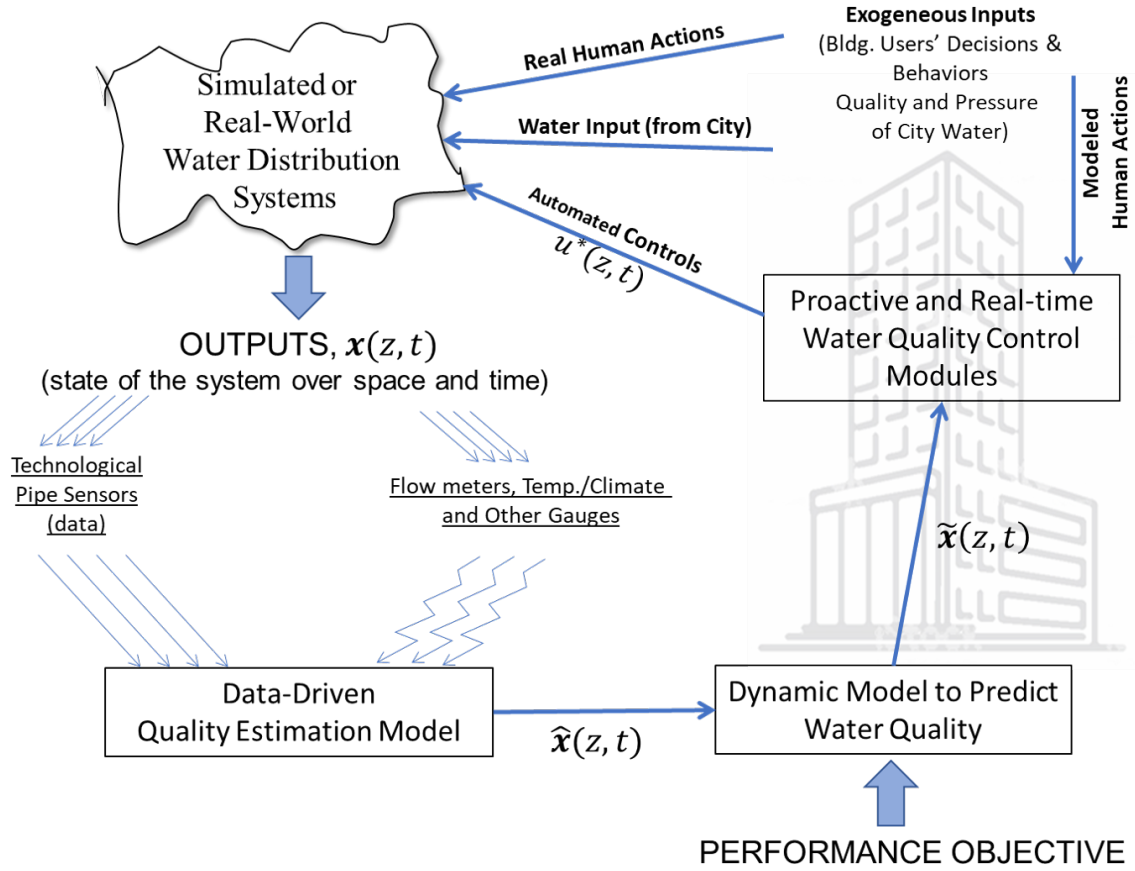 Exogeneous Inputs
(Bldg. Users' Decisions &
Behaviors
Quality and Pressure
of City Water)
Real Human Actions
Water Input (from City)
Automated Controls
u*(z, t)
Modeled
Human Actions
Simulated or
Real-World
Water Distribution
Systems
Proactive and Real-time
Water Quality Control
Modules
OUTPUTS, x(z, t)
(state of the system over space and time)
Technological
Pipe Sensors
(data)
Flow meters, Temp./Climate
and Other Gauges
x̃(z, t)
Data-Driven
Quality Estimation Model
x̂(z, t)
Dynamic Model to Predict
Water Quality
PERFORMANCE OBJECTIVE